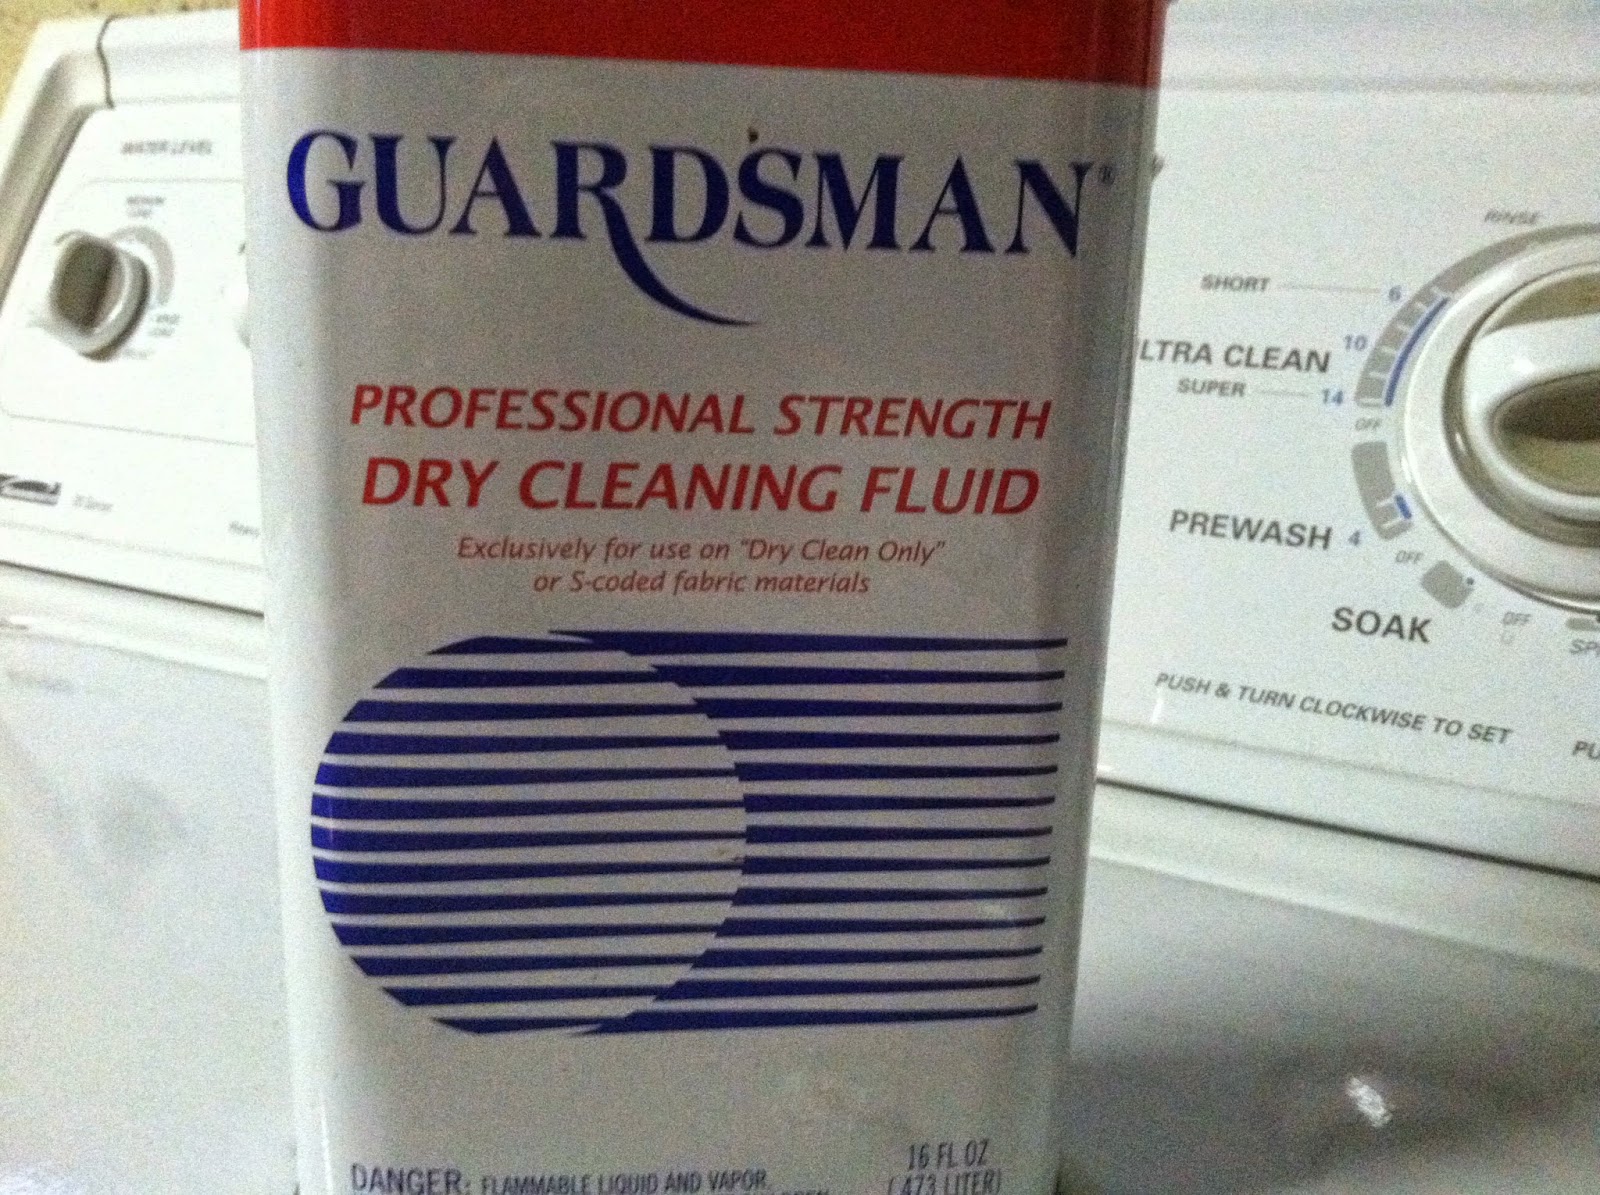 GUARDSMAN®
PROFESSIONAL STRENGTH
DRY CLEANING FLUID
Exclusively for use on "Dry Clean Only"
or S-coded fabric materials
DANGER: FLAMMABLE LIQUID AND VAPOR.
16 FL OZ
(.473 LITER)
WATER LEVEL
RINSE
SHORT 6
LTRA CLEAN 10
SUPER 14
OFF
PREWASH 4
OFF
SOAK
OFF
PUSH & TURN CLOCKWISE TO SET